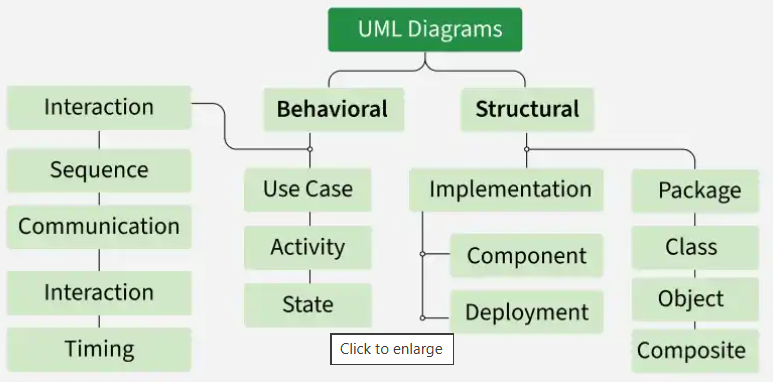 UML Diagrams
Interaction
Behavioral
Structural
Sequence
Use Case
Implementation
Package
Communication
Activity
Component
Class
Interaction
State
Deployment
Object
Timing
Click to enlarge
Composite